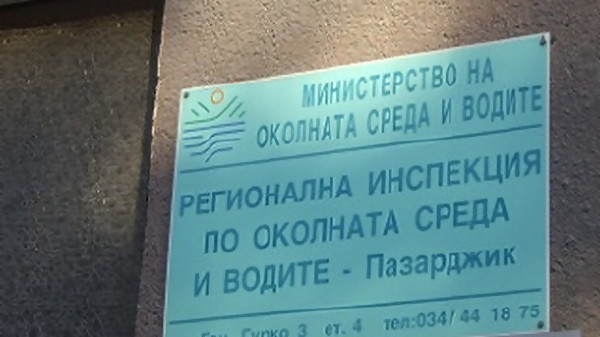 МИНИСТЕРСТВО НА
ОКОЛНАТА СРЕДА И ВОДИТЕ
РЕГИОНАЛНА ИНСПЕКЦИЯ
ПО ОКОЛНАТА СРЕДА
И ВОДИТЕ - Пазарджик
Ген. Гурко 3 ет. 4 тел:034/ 44 18 75